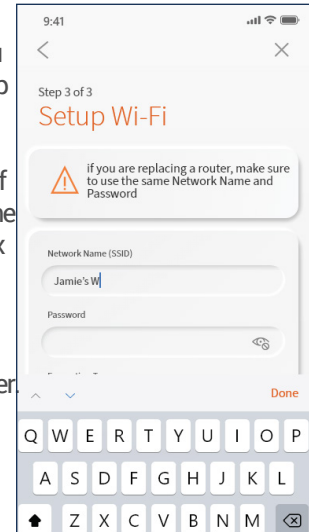 9:41
Step 3 of 3
Setup Wi-Fi
if you are replacing a router, make sure
to use the same Network Name and
Password
Network Name (SSID)
Jamie's W
Password
Done
Q W E R T Y U I O P
A S D F G H J K L
Z X C V B N M